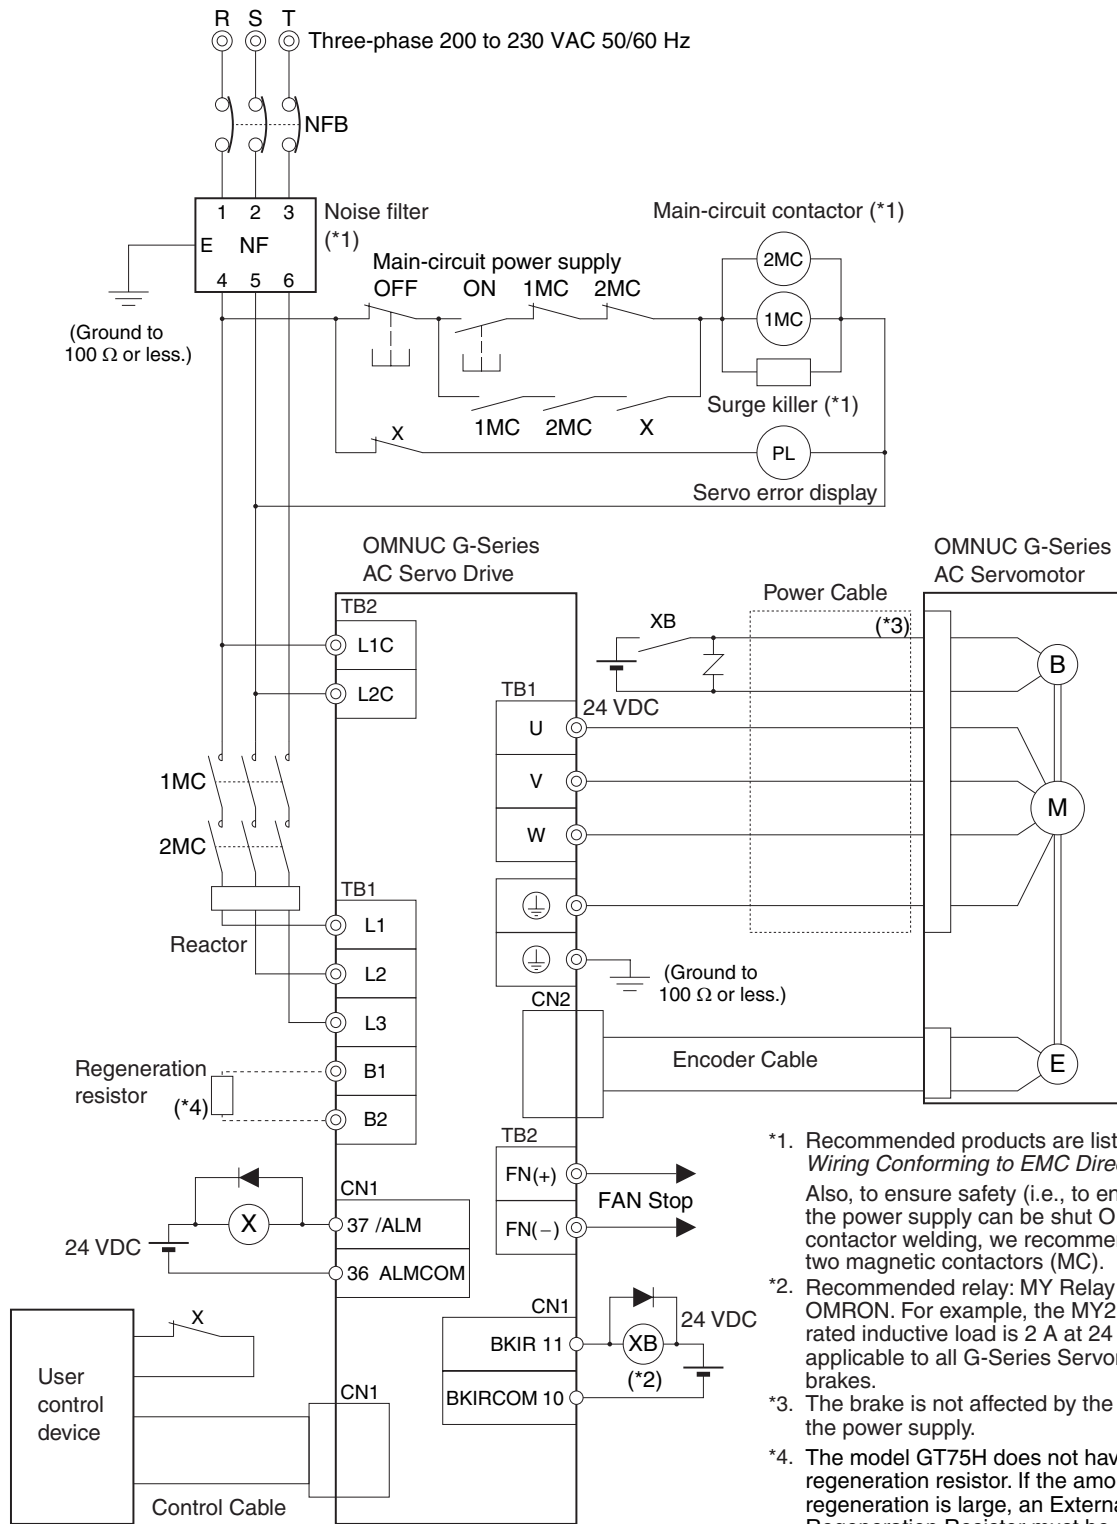 R S T
Three-phase 200 to 230 VAC 50/60 Hz
NFB
1 2 3
E NF
4 5 6
Noise filter
(*1)
(Ground to
100 Ω or less.)
Main-circuit contactor (*1)
Main-circuit power supply
OFF ON 1MC 2MC
2MC
1MC
Surge killer (*1)
1MC 2MC X
X
PL
Servo error display
OMNUC G-Series
AC Servo Drive
OMNUC G-Series
AC Servomotor
TB2
L1C
L2C
Power Cable
XB
(*3)
24 VDC
B
TB1
U
V
W
M
1MC
2MC
Reactor
TB1
L1
L2
L3
B1
B2
(Ground to
100 Ω or less.)
CN2
Encoder Cable
E
Regeneration
resistor
(*4)
TB2
FN(+)
FN(−)
FAN Stop
CN1
X
37 /ALM
36 ALMCOM
24 VDC
CN1
BKIR 11
BKIRCOM 10
XB
(*2)
24 VDC
X
User
control
device
CN1
Control Cable
*1. Recommended products are list
Wiring Conforming to EMC Dire
Also, to ensure safety (i.e., to en
the power supply can be shut O
contactor welding, we recommen
two magnetic contactors (MC).
*2. Recommended relay: MY Relay
OMRON. For example, the MY2
rated inductive load is 2 A at 24
applicable to all G-Series Servo
brakes.
*3. The brake is not affected by the
the power supply.
*4. The model GT75H does not hav
regeneration resistor. If the amo
regeneration is large, an Externa